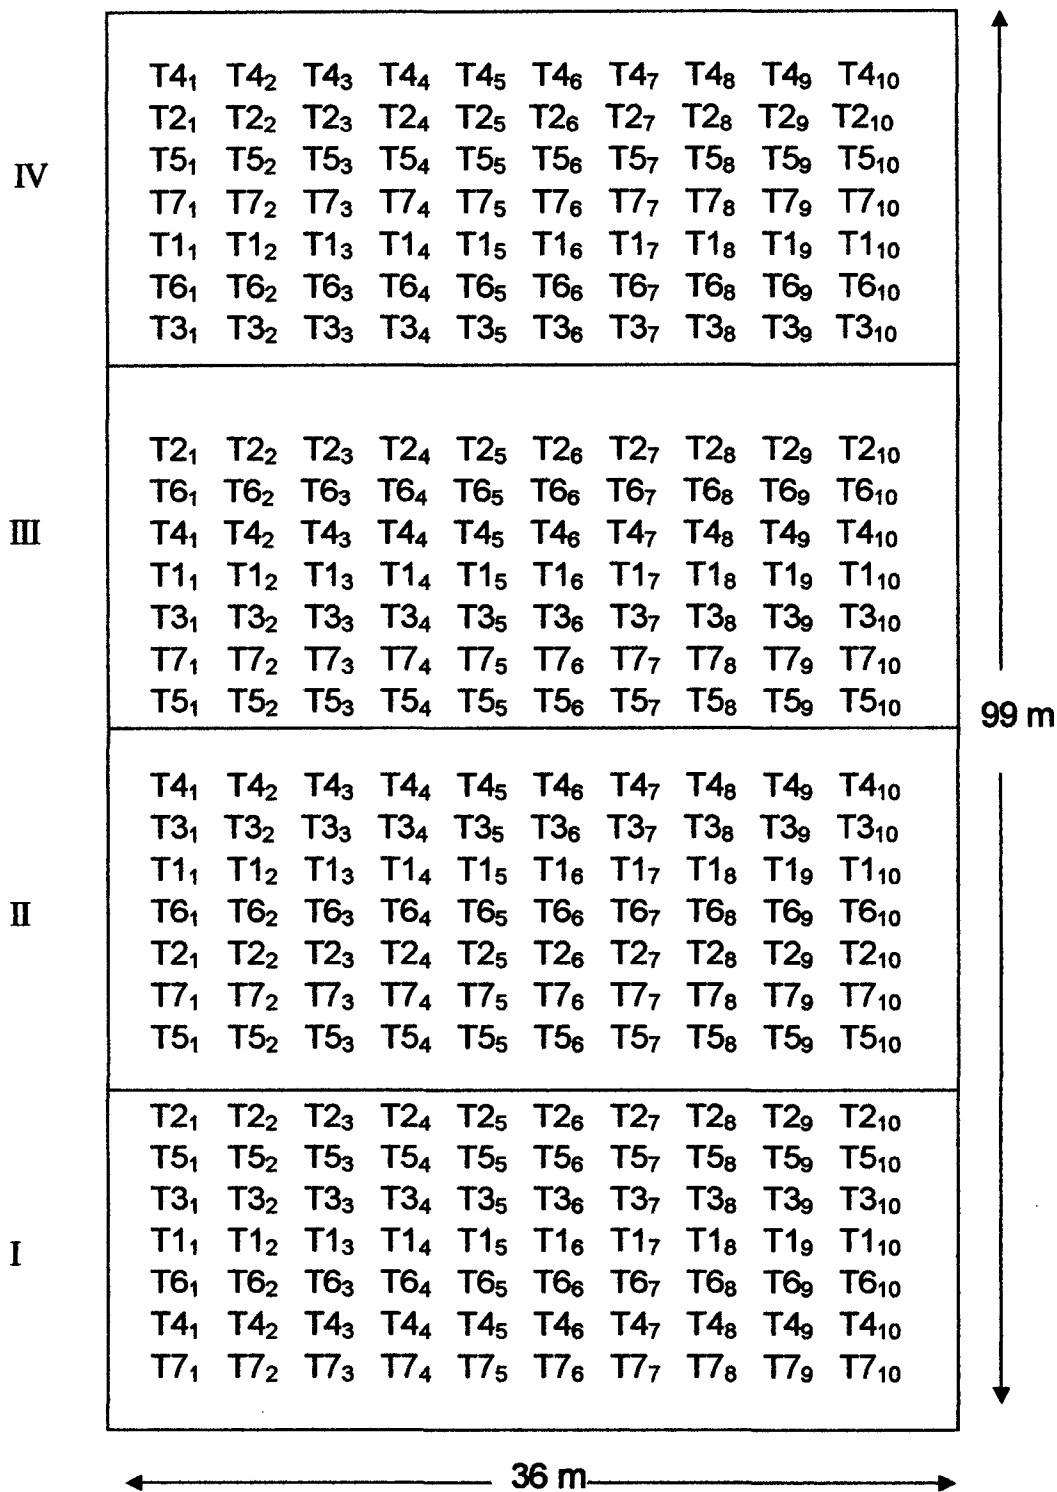 T4₁ T4₂ T4₃ T4₄ T4₅ T4₆ T4₇ T4₈ T4₉ T4₁₀
T2₁ T2₂ T2₃ T2₄ T2₅ T2₆ T2₇ T2₈ T2₉ T2₁₀
T5₁ T5₂ T5₃ T5₄ T5₅ T5₆ T5₇ T5₈ T5₉ T5₁₀
IV
T7₁ T7₂ T7₃ T7₄ T7₅ T7₆ T7₇ T7₈ T7₉ T7₁₀
T1₁ T1₂ T1₃ T1₄ T1₅ T1₆ T1₇ T1₈ T1₉ T1₁₀
T6₁ T6₂ T6₃ T6₄ T6₅ T6₆ T6₇ T6₈ T6₉ T6₁₀
T3₁ T3₂ T3₃ T3₄ T3₅ T3₆ T3₇ T3₈ T3₉ T3₁₀
T2₁ T2₂ T2₃ T2₄ T2₅ T2₆ T2₇ T2₈ T2₉ T2₁₀
T6₁ T6₂ T6₃ T6₄ T6₅ T6₆ T6₇ T6₈ T6₉ T6₁₀
III
T4₁ T4₂ T4₃ T4₄ T4₅ T4₆ T4₇ T4₈ T4₉ T4₁₀
T1₁ T1₂ T1₃ T1₄ T1₅ T1₆ T1₇ T1₈ T1₉ T1₁₀
T3₁ T3₂ T3₃ T3₄ T3₅ T3₆ T3₇ T3₈ T3₉ T3₁₀
T7₁ T7₂ T7₃ T7₄ T7₅ T7₆ T7₇ T7₈ T7₉ T7₁₀
T5₁ T5₂ T5₃ T5₄ T5₅ T5₆ T5₇ T5₈ T5₉ T5₁₀
99 m
T4₁ T4₂ T4₃ T4₄ T4₅ T4₆ T4₇ T4₈ T4₉ T4₁₀
T3₁ T3₂ T3₃ T3₄ T3₅ T3₆ T3₇ T3₈ T3₉ T3₁₀
T1₁ T1₂ T1₃ T1₄ T1₅ T1₆ T1₇ T1₈ T1₉ T1₁₀
II
T6₁ T6₂ T6₃ T6₄ T6₅ T6₆ T6₇ T6₈ T6₉ T6₁₀
T2₁ T2₂ T2₃ T2₄ T2₅ T2₆ T2₇ T2₈ T2₉ T2₁₀
T7₁ T7₂ T7₃ T7₄ T7₅ T7₆ T7₇ T7₈ T7₉ T7₁₀
T5₁ T5₂ T5₃ T5₄ T5₅ T5₆ T5₇ T5₈ T5₉ T5₁₀
T2₁ T2₂ T2₃ T2₄ T2₅ T2₆ T2₇ T2₈ T2₉ T2₁₀
T5₁ T5₂ T5₃ T5₄ T5₅ T5₆ T5₇ T5₈ T5₉ T5₁₀
T3₁ T3₂ T3₃ T3₄ T3₅ T3₆ T3₇ T3₈ T3₉ T3₁₀
I
T1₁ T1₂ T1₃ T1₄ T1₅ T1₆ T1₇ T1₈ T1₉ T1₁₀
T6₁ T6₂ T6₃ T6₄ T6₅ T6₆ T6₇ T6₈ T6₉ T6₁₀
T4₁ T4₂ T4₃ T4₄ T4₅ T4₆ T4₇ T4₈ T4₉ T4₁₀
T7₁ T7₂ T7₃ T7₄ T7₅ T7₆ T7₇ T7₈ T7₉ T7₁₀
36 m